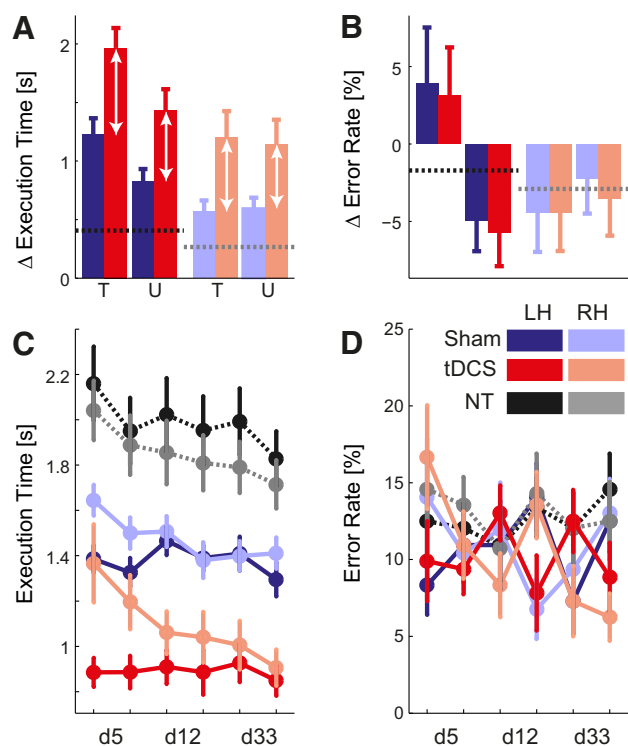 A
B
Δ Execution Time [s]
2
1
0
T
U
T
U
Δ Error Rate [%]
5
0
−5
LH
RH
Sham
tDCS
NT
C
D
Execution Time [s]
2.2
1.8
1.4
1
d5
d12
d33
Error Rate [%]
25
20
15
10
5
0
d5
d12
d33